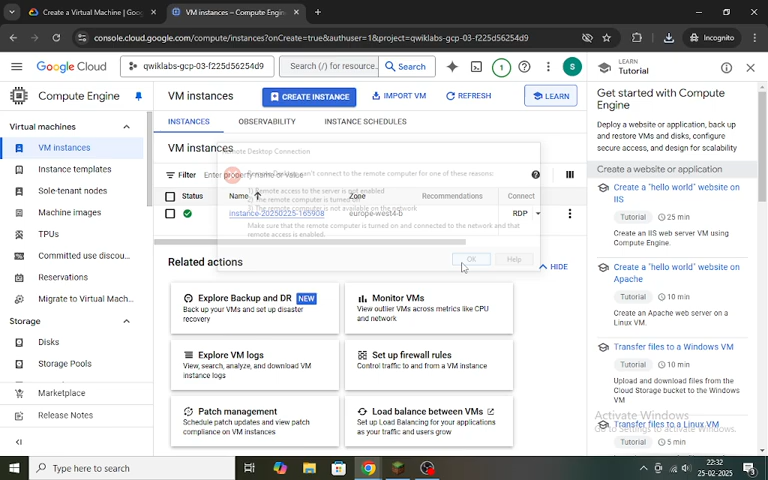 Create a Virtual Machine | Goog
VM instances – Compute Engin
console.cloud.google.com/compute/instances?onCreate=true&authuser=1&project=qwiklabs-gcp-03-f225d56254d9
Incognito
Google Cloud
qwiklabs-gcp-03-f225d56254d9
Search (/) for resource.
Search
1
S
LEARN
Tutorial
Compute Engine
VM instances
CREATE INSTANCE
IMPORT VM
REFRESH
LEARN
Virtual machines
VM instances
Instance templates
Sole-tenant nodes
Machine images
TPUs
Committed use discou...
Reservations
Migrate to Virtual Mach...
Storage
Disks
Storage Pools
Marketplace
Release Notes
INSTANCES
OBSERVABILITY
INSTANCE SCHEDULES
VM instances
Filter
Enter property name or value
Status
Name
Zone
Recommendations
Connect
instance-20250225-165908
europe-west4-b
RDP
Remote Desktop Connection
Remote Desktop can't connect to the remote computer for one of these reasons:
1) Remote access to the server is not enabled
2) The remote computer is turned off
3) The remote computer is not available on the network
Make sure that the remote computer is turned on and connected to the network and that
remote access is enabled.
OK
Help
Related actions
HIDE
Explore Backup and DR NEW
Back up your VMs and set up disaster
recovery
Monitor VMs
View outlier VMs across metrics like CPU
and network
Explore VM logs
View, search, analyze, and download VM
instance logs
Set up firewall rules
Control traffic to and from a VM instance
Patch management
Schedule patch updates and view patch
compliance on VM instances
Load balance between VMs
Set up Load Balancing for your applications
as your traffic and users grow
Get started with Compute
Engine
Deploy a website or application, back up
and restore VMs and disks, configure
secure access, and design for scalability
Create a website or application
Create a "hello world" website on
IIS
Tutorial
25 min
Create an IIS web server VM using
Compute Engine.
Create a "hello world" website on
Apache
Tutorial
10 min
Create an Apache web server on a
Linux VM.
Transfer files to a Windows VM
Tutorial
10 min
Upload and download files from the
Cloud Storage bucket to the Windows
VM
Transfer files to a Linux VM
Tutorial
5 min
Activate Windows
Go to Settings to activate Windows.
Type here to search
22:32
25-02-2025
3